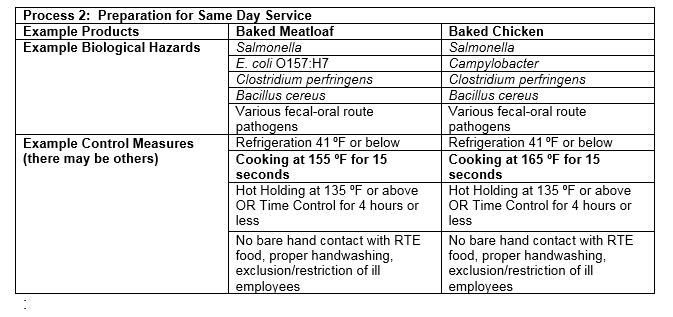 Process 2:  Preparation for Same Day Service
Example Products
Baked Meatloaf
Baked Chicken
Example Biological Hazards
Salmonella
Salmonella
E. coli O157:H7
Campylobacter
Clostridium perfringens
Clostridium perfringens
Bacillus cereus
Bacillus cereus
Various fecal-oral route
pathogens
Various fecal-oral route
pathogens
Example Control Measures
(there may be others)
Refrigeration 41 ºF or below
Refrigeration 41 ºF or below
Cooking at 155 ºF for 15
seconds
Cooking at 165 ºF for 15
seconds
Hot Holding at 135 ºF or above
OR Time Control for 4 hours or
less
Hot Holding at 135 ºF or above
OR Time Control for 4 hours or
less
No bare hand contact with RTE
food, proper handwashing,
exclusion/restriction of ill
employees
No bare hand contact with RTE
food, proper handwashing,
exclusion/restriction of ill
employees
: